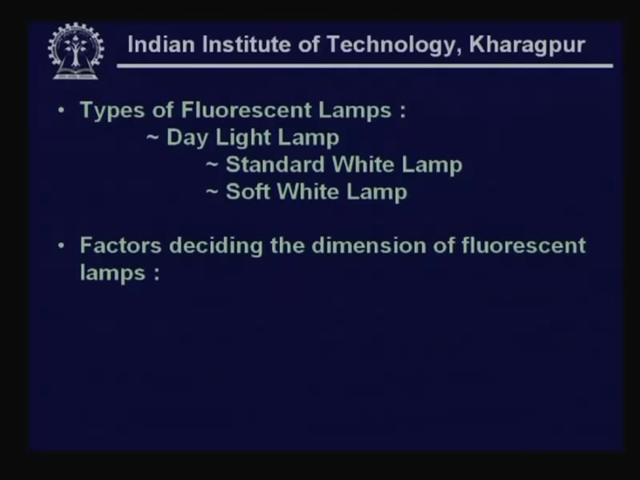 Indian Institute of Technology, Kharagpur
• Types of Fluorescent Lamps :
~ Day Light Lamp
~ Standard White Lamp
~ Soft White Lamp
• Factors deciding the dimension of fluorescent
lamps :